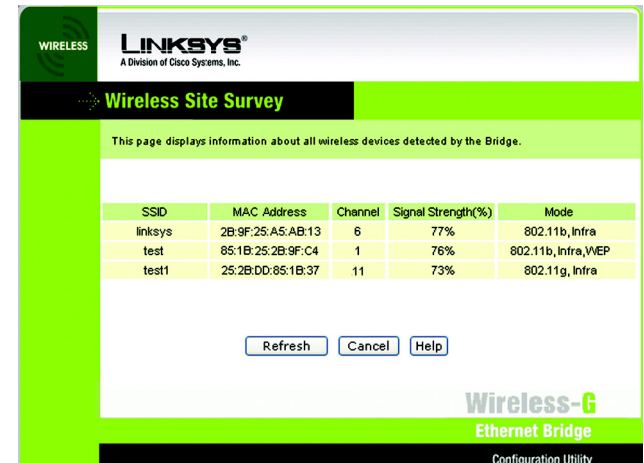 WIRELESS
LINKSYS®
A Division of Cisco Systems, Inc.
Wireless Site Survey
This page displays information about all wireless devices detected by the Bridge.
SSID MAC Address Channel Signal Strength(%) Mode
linksys 2B:9F:25:A5:AB:13 6 77% 802.11b, Infra
test 85:1B:25:2B:9F:C4 1 76% 802.11b, Infra,WEP
test1 25:2B:DD:85:1B:37 11 73% 802.11g, Infra
Refresh Cancel Help
Wireless-G
Ethernet Bridge
Configuration Utility